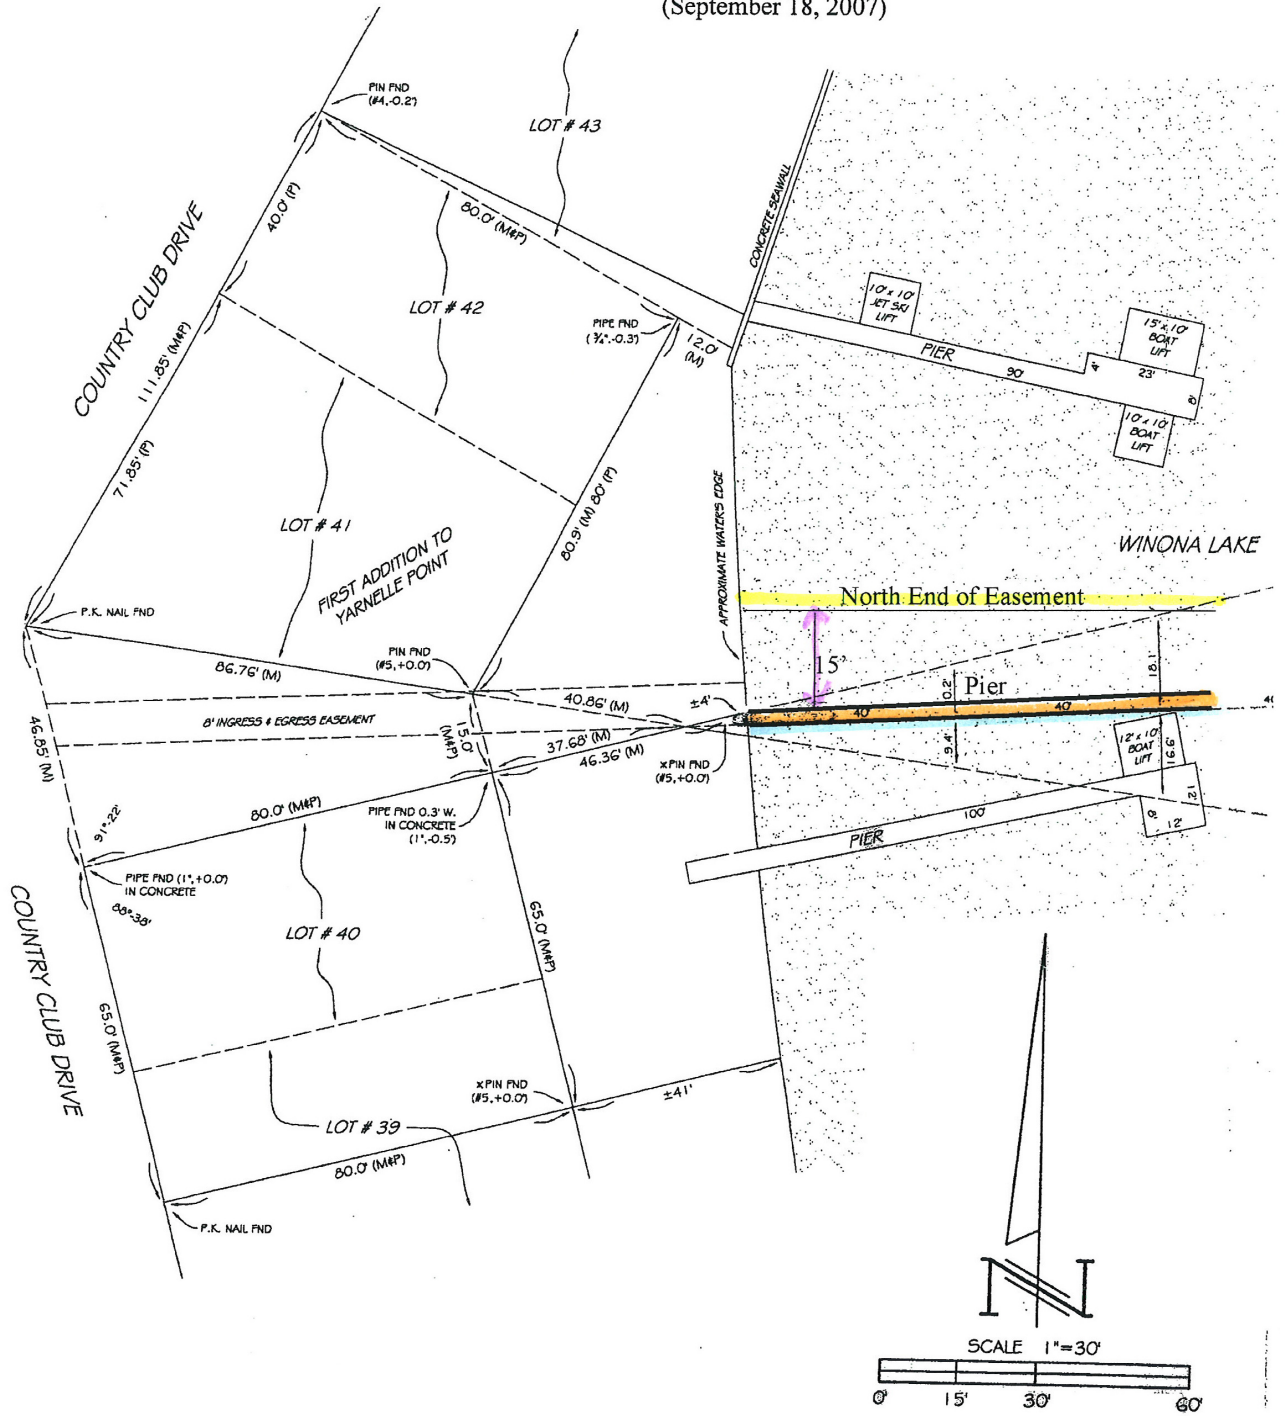 (September 18, 2007)
PIN FND
(#4,-0.2')
LOT # 43
40.0' (P)
80.0' (M&P)
CONCRETE SEAWALL
COUNTRY CLUB DRIVE
LOT # 42
10' x 10'
JET SKI
LIFT
15' x 10'
BOAT
LIFT
111.85' (M&P)
PIPE FND
(¾",-0.3')
12.0'
(M)
PIER
90'
4'
23'
8'
10' x 10'
BOAT
LIFT
71.85' (P)
LOT # 41
80.9' (M) 80' (P)
APPROXIMATE WATER'S EDGE
WINONA LAKE
FIRST ADDITION TO
YARNELLE POINT
P.K. NAIL FND
North End of Easement
PIN FND
(#5,+0.0')
86.76' (M)
15'
18.1
40.86' (M)
±4'
0.2'
Pier
40'
40'
8' INGRESS & EGRESS EASEMENT
46.85' (M)
15.0'
(M&P)
37.68' (M)
46.36' (M)
9.4'
12' x 10'
BOAT
LIFT
16.6'
xPIN FND
(#5,+0.0')
80.0' (M&P)
PIPE FND 0.3' W.
IN CONCRETE
(1",-0.5')
100'
PIER
12'
8'
12'
91°-22'
PIPE FND (1",+0.0')
IN CONCRETE
88°-38'
COUNTRY CLUB DRIVE
LOT # 40
65.0' (M&P)
65.0' (M&P)
xPIN FND
(#5,+0.0')
±41'
LOT # 39
80.0' (M&P)
P.K. NAIL FND
N
SCALE 1"=30'
0' 15' 30' 60'